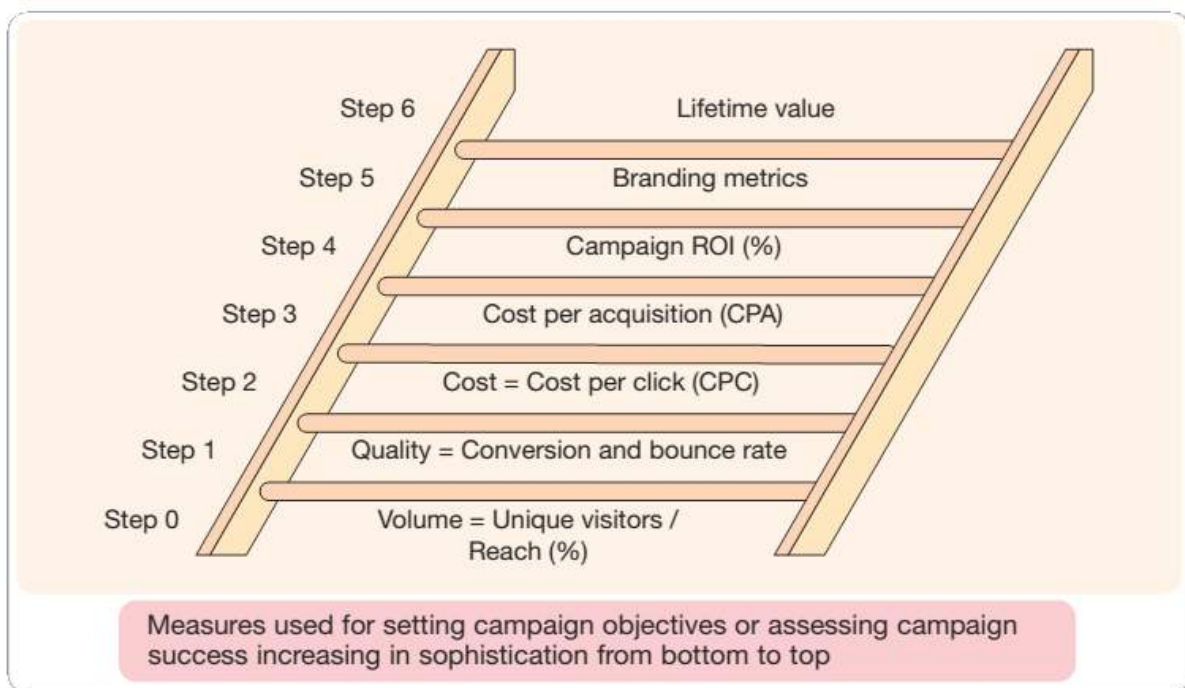 Step 6 Lifetime value
Step 5 Branding metrics
Step 4 Campaign ROI (%)
Step 3 Cost per acquisition (CPA)
Step 2 Cost = Cost per click (CPC)
Step 1 Quality = Conversion and bounce rate
Step 0 Volume = Unique visitors /
Reach (%)
Measures used for setting campaign objectives or assessing campaign
success increasing in sophistication from bottom to top